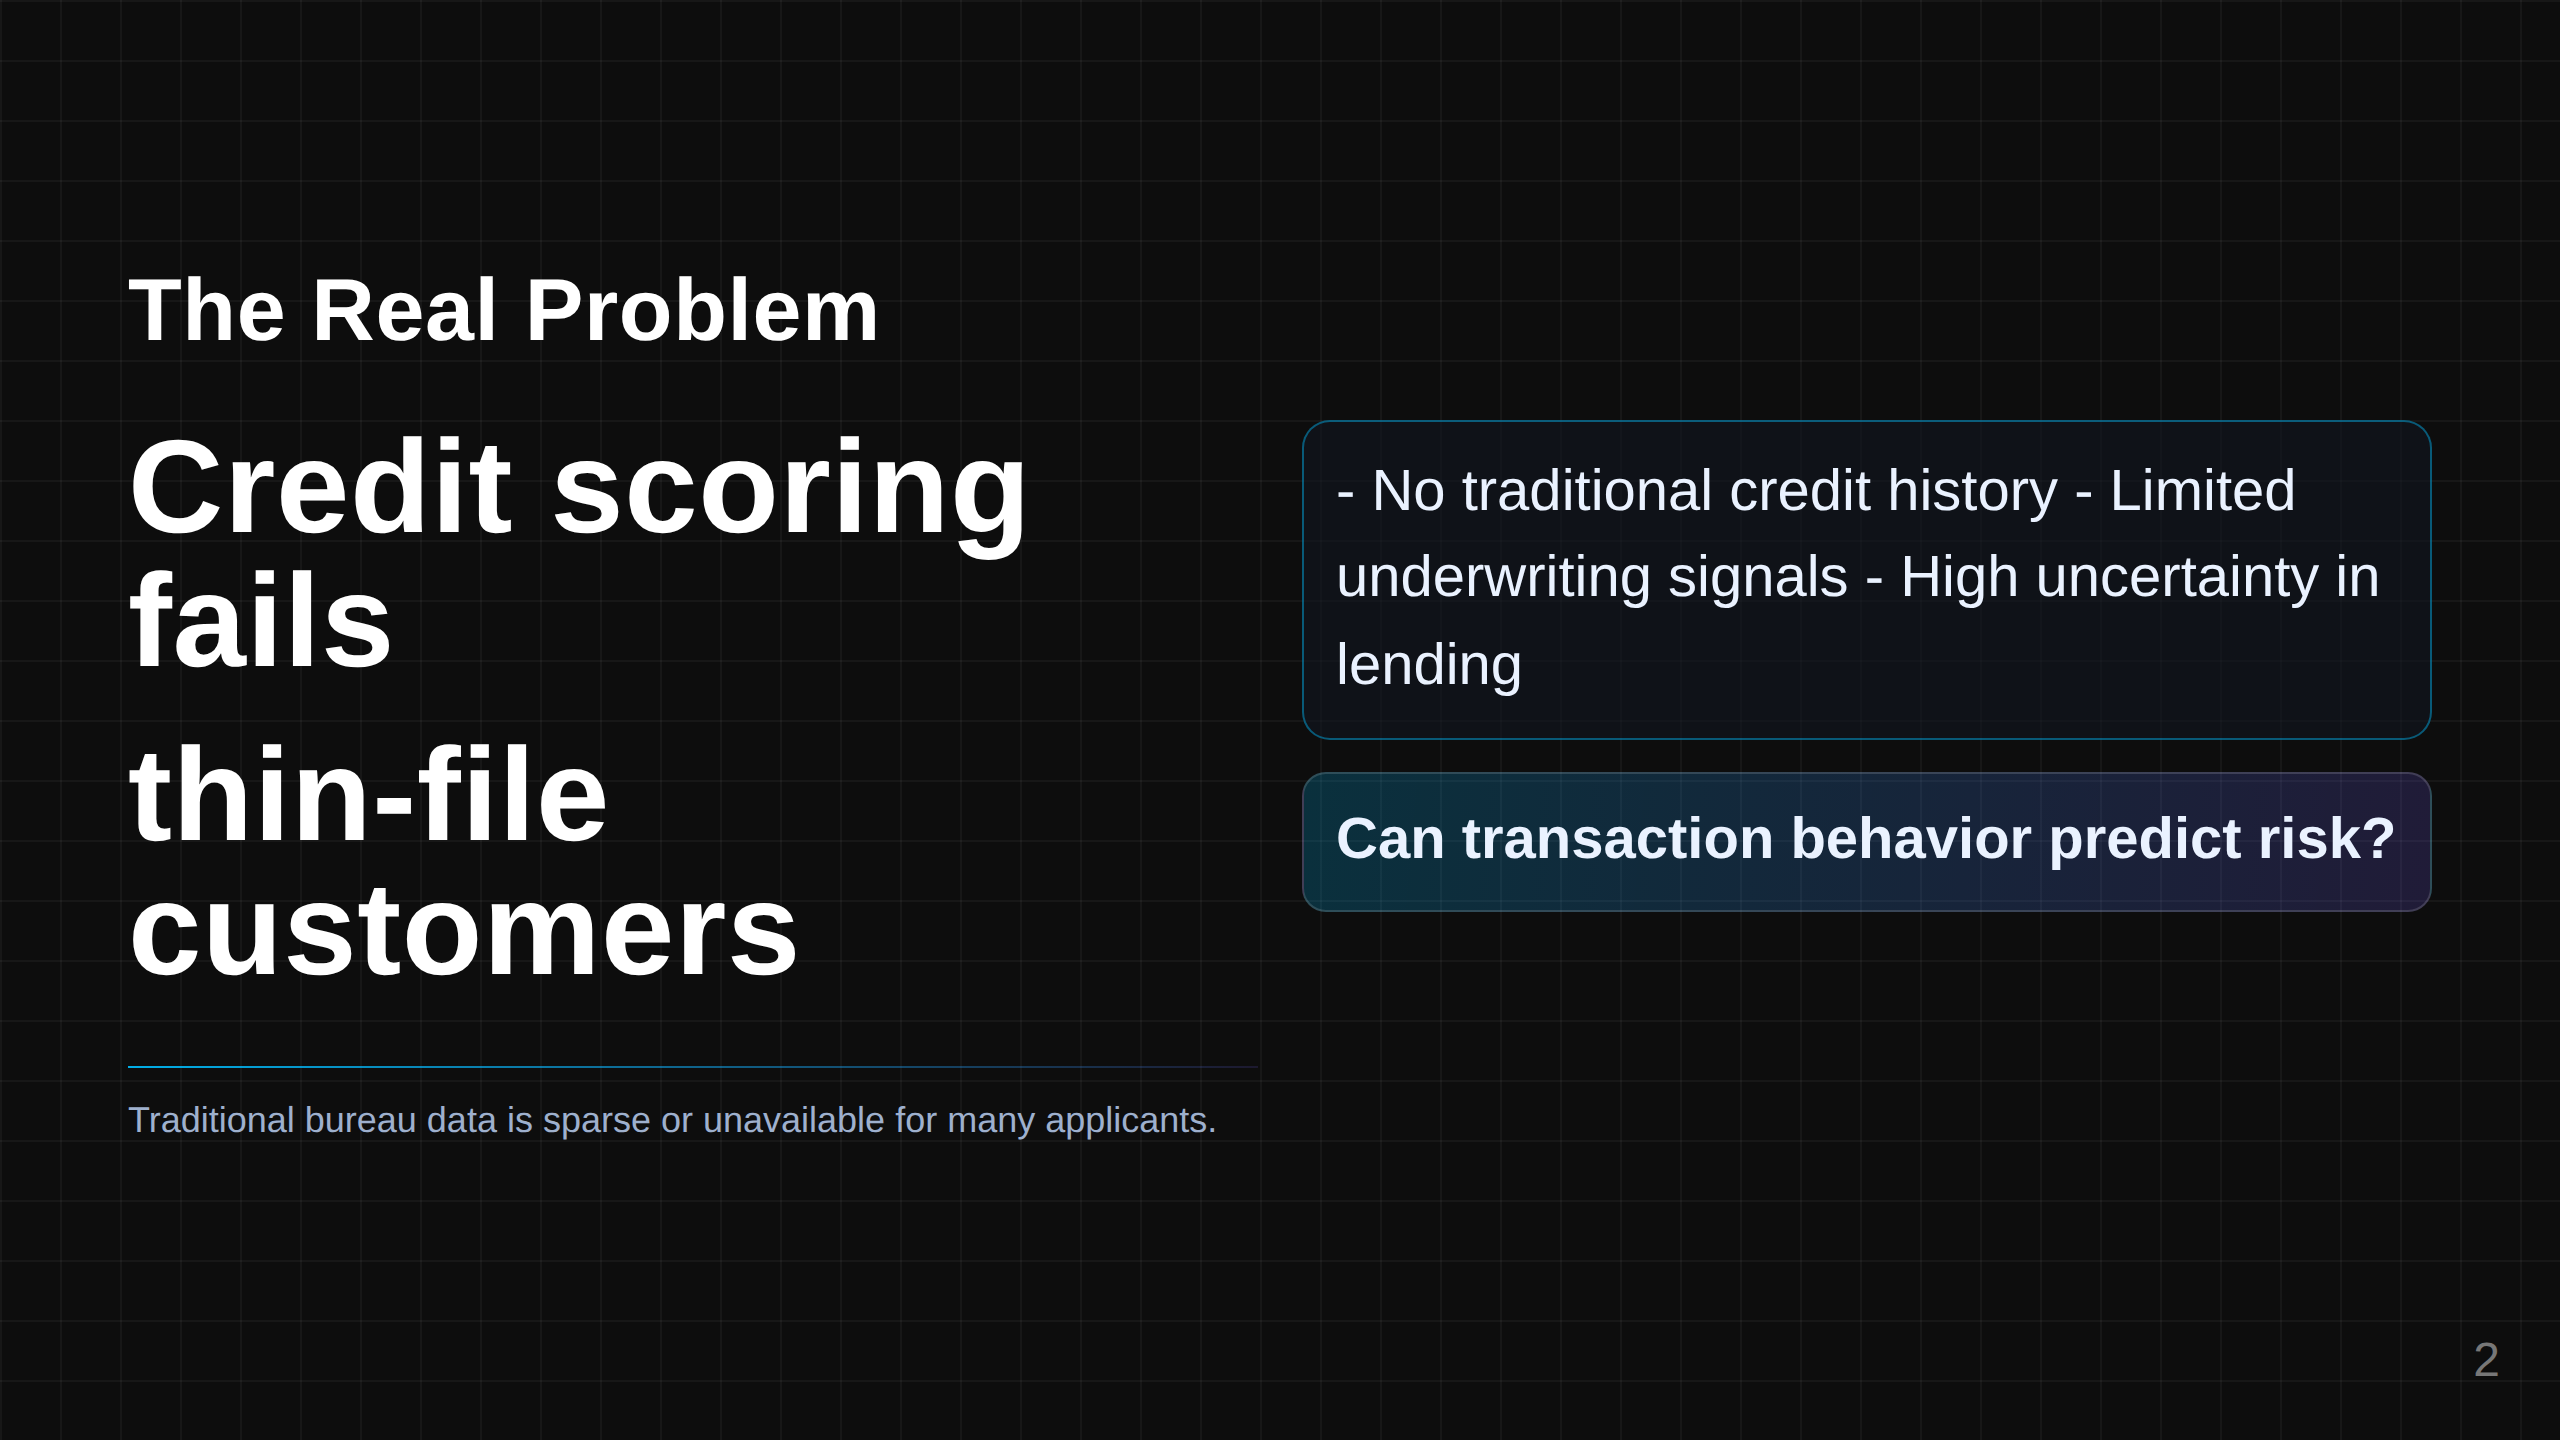 The Real Problem
Credit scoring
fails
thin-file
customers
Traditional bureau data is sparse or unavailable for many applicants.
- No traditional credit history - Limited
underwriting signals - High uncertainty in
lending
Can transaction behavior predict risk?
2